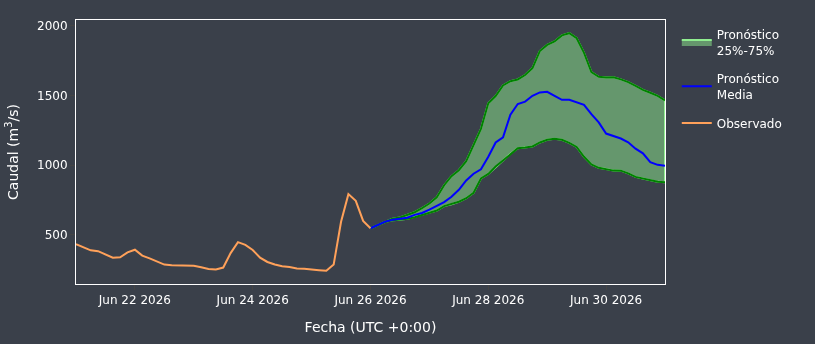 2000
1500
1000
500
Caudal (m³/s)
Jun 22 2026
Jun 24 2026
Jun 26 2026
Jun 28 2026
Jun 30 2026
Fecha (UTC +0:00)
Pronóstico
25%-75%
Pronóstico
Media
Observado